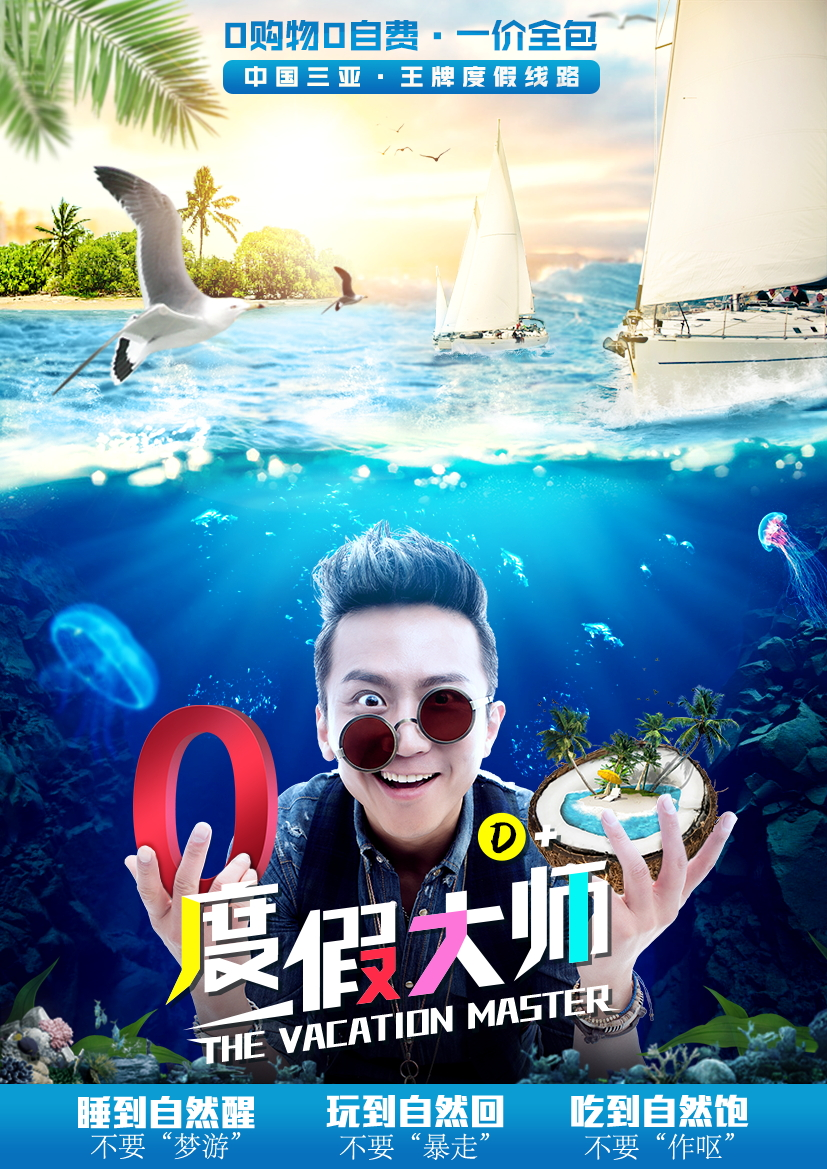 0购物0自费·一价全包
中国三亚·王牌度假线路
0
D+
度假大师
THE VACATION MASTER
睡到自然醒 玩到自然回 吃到自然饱
不要“梦游” 不要“暴走” 不要“作呕”